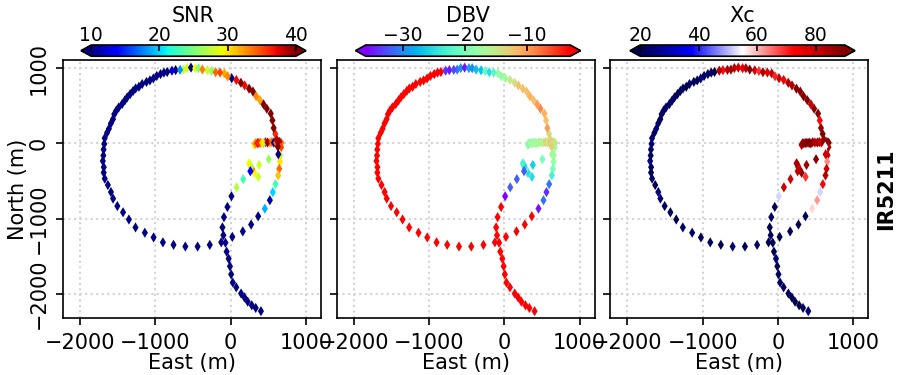 SNR DBV Xc
10 20 30 40 −30 −20 −10 20 40 60 80
North (m)
1000
0
−1000
−2000
−2000 −1000 0 1000 −2000 −1000 0 1000 −2000 −1000 0 1000
East (m) East (m) East (m)
IR5211